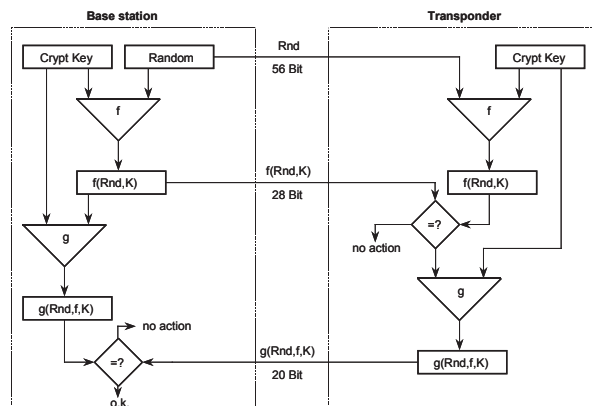 Base station
Transponder
Crypt Key
Random
Rnd
56 Bit
Crypt Key
f
f
f(Rnd,K)
f(Rnd,K)
28 Bit
f(Rnd,K)
=?
no action
g
g
g(Rnd,f,K)
no action
=?
g(Rnd,f,K)
20 Bit
g(Rnd,f,K)
o.k.